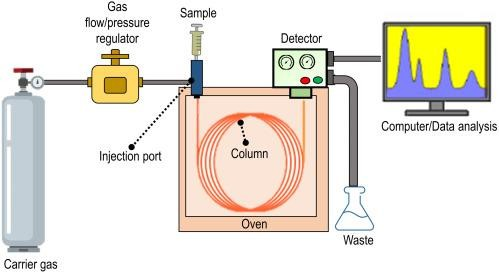 Gas
flow/pressure
regulator
Sample
Detector
Computer/Data analysis
Injection port
Column
Oven
Waste
Carrier gas